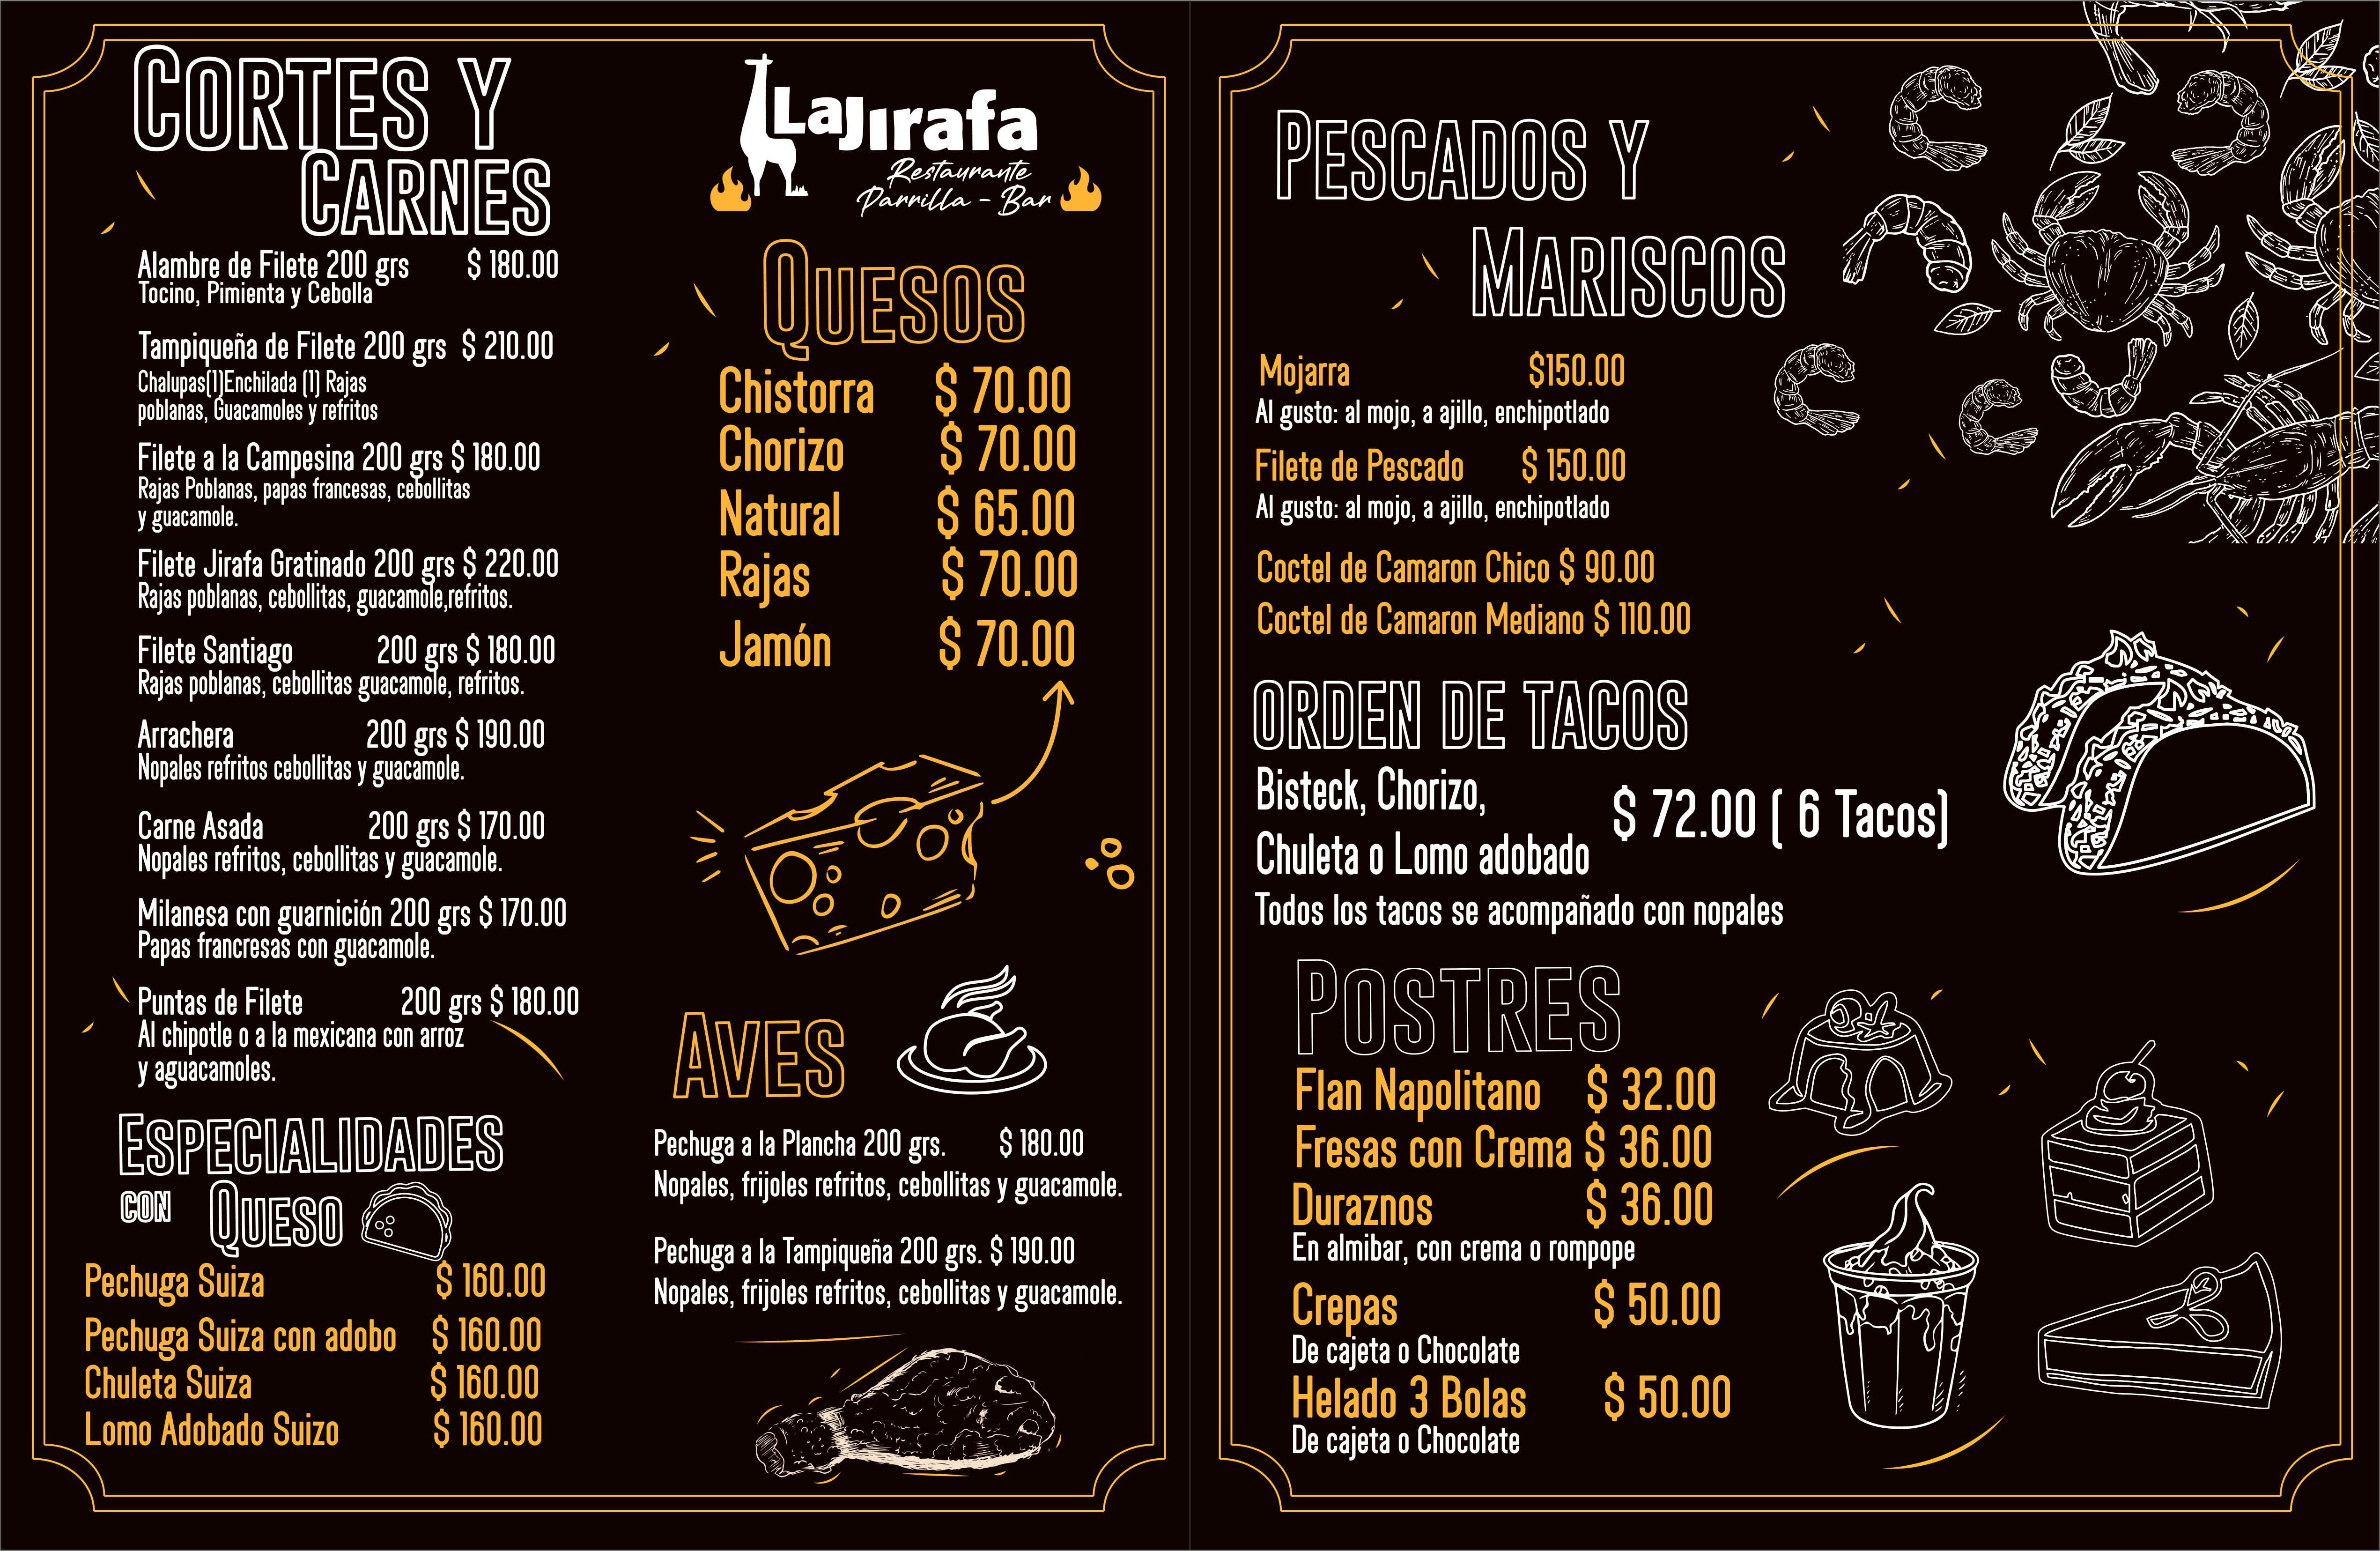 CORTES Y
CARNES
Alambre de Filete 200 grs $ 180.00
Tocino, Pimienta y Cebolla
Tampiqueña de Filete 200 grs $ 210.00
Chalupas(1)Enchilada (1) Rajas
poblanas, Guacamoles y refritos
Filete a la Campesina 200 grs $ 180.00
Rajas Poblanas, papas francesas, cebollitas
y guacamole.
Filete Jirafa Gratinado 200 grs $ 220.00
Rajas poblanas, cebollitas, guacamole,refritos.
Filete Santiago 200 grs $ 180.00
Rajas poblanas, cebollitas guacamole, refritos.
Arrachera 200 grs $ 190.00
Nopales refritos cebollitas y guacamole.
Carne Asada 200 grs $ 170.00
Nopales refritos, cebollitas y guacamole.
Milanesa con guarnición 200 grs $ 170.00
Papas francresas con guacamole.
Puntas de Filete 200 grs $ 180.00
Al chipotle o a la mexicana con arroz
y aguacamoles.
ESPECIALIDADES
CON QUESO
Pechuga Suiza $ 160.00
Pechuga Suiza con adobo $ 160.00
Chuleta Suiza $ 160.00
Lomo Adobado Suizo $ 160.00
LaJirafa
Restaurante
Parrilla - Bar
QUESOS
Chistorra $ 70.00
Chorizo $ 70.00
Natural $ 65.00
Rajas $ 70.00
Jamón $ 70.00
AVES
Pechuga a la Plancha 200 grs. $ 180.00
Nopales, frijoles refritos, cebollitas y guacamole.
Pechuga a la Tampiqueña 200 grs. $ 190.00
Nopales, frijoles refritos, cebollitas y guacamole.
PESCADOS Y
MARISCOS
Mojarra $150.00
Al gusto: al mojo, a ajillo, enchipotlado
Filete de Pescado $ 150.00
Al gusto: al mojo, a ajillo, enchipotlado
Coctel de Camaron Chico $ 90.00
Coctel de Camaron Mediano $ 110.00
ORDEN DE TACOS
Bisteck, Chorizo,
Chuleta o Lomo adobado
$ 72.00 ( 6 Tacos)
Todos los tacos se acompañado con nopales
POSTRES
Flan Napolitano $ 32.00
Fresas con Crema $ 36.00
Duraznos $ 36.00
En almibar, con crema o rompope
Crepas $ 50.00
De cajeta o Chocolate
Helado 3 Bolas $ 50.00
De cajeta o Chocolate